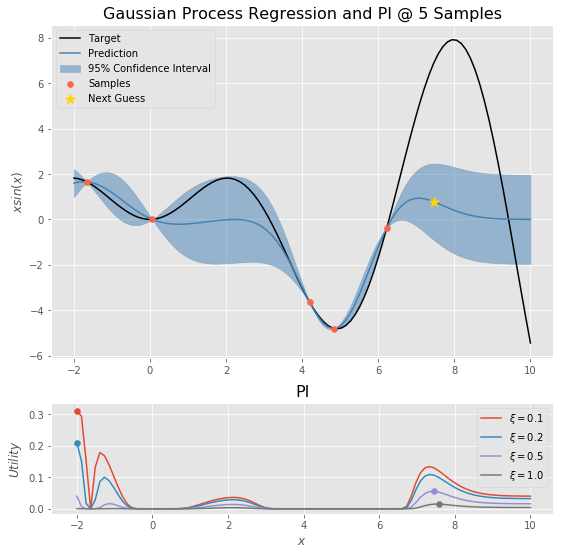 Gaussian Process Regression and PI @ 5 Samples
8
6
4
2
0
−2
−4
−6
xsin(x)
Target
Prediction
95% Confidence Interval
Samples
Next Guess
−2 0 2 4 6 8 10
PI
0.3
0.2
0.1
0.0
Utility
ξ = 0.1
ξ = 0.2
ξ = 0.5
ξ = 1.0
−2 0 2 4 6 8 10
x